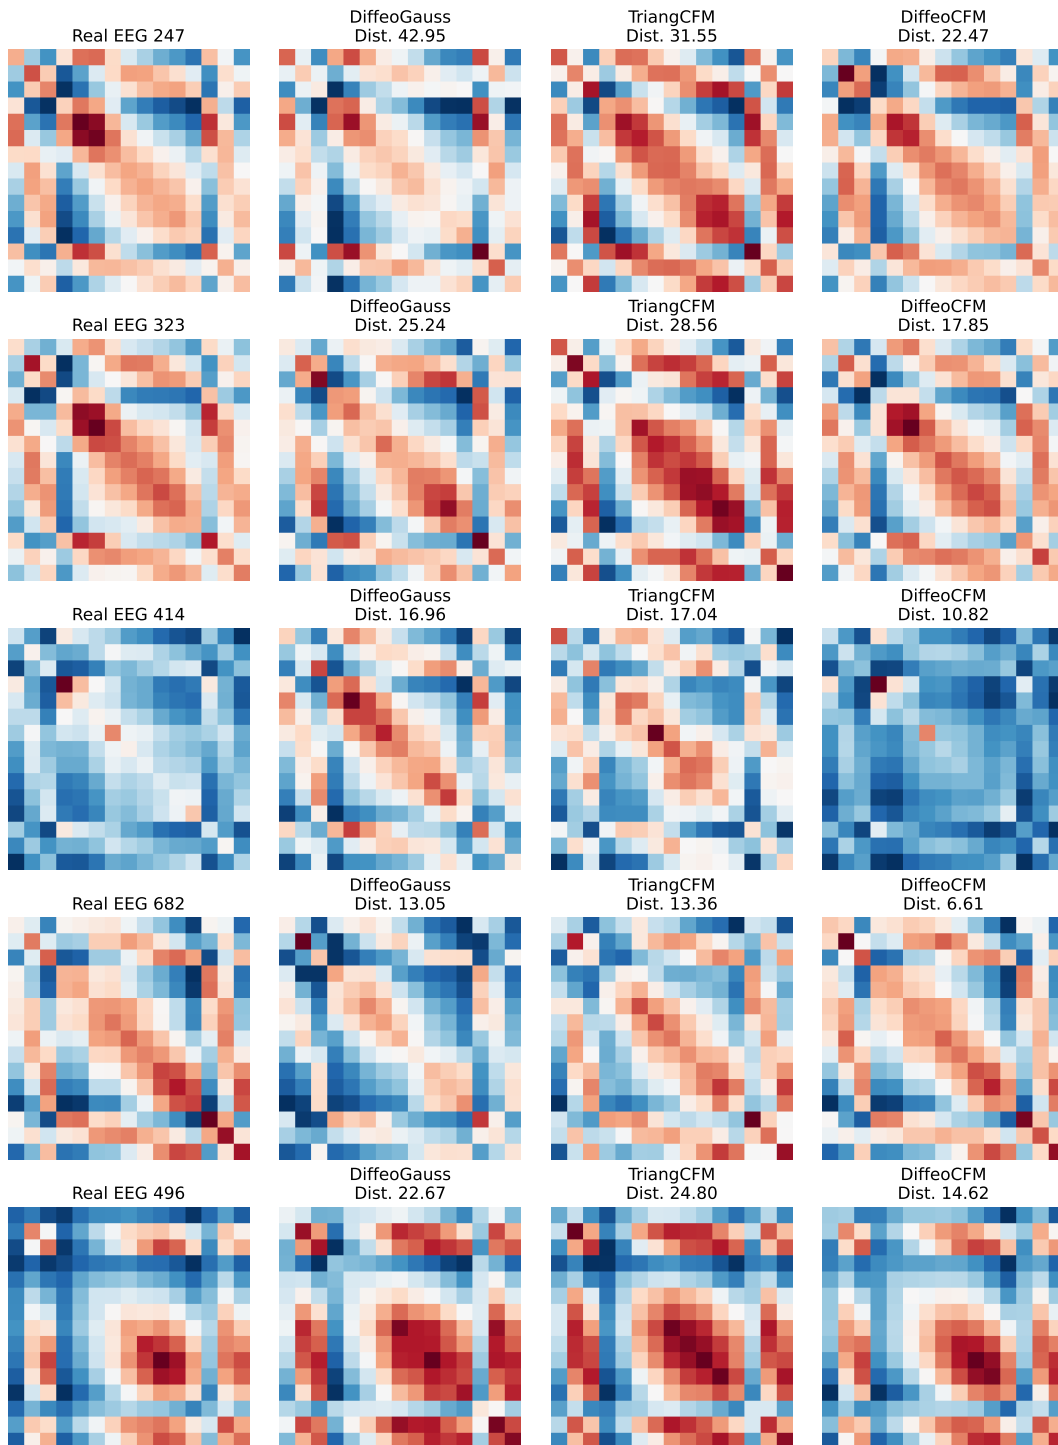 Real EEG 247
DiffeoGauss
Dist. 42.95
TriangCFM
Dist. 31.55
DiffeoCFM
Dist. 22.47
Real EEG 323
DiffeoGauss
Dist. 25.24
TriangCFM
Dist. 28.56
DiffeoCFM
Dist. 17.85
Real EEG 414
DiffeoGauss
Dist. 16.96
TriangCFM
Dist. 17.04
DiffeoCFM
Dist. 10.82
Real EEG 682
DiffeoGauss
Dist. 13.05
TriangCFM
Dist. 13.36
DiffeoCFM
Dist. 6.61
Real EEG 496
DiffeoGauss
Dist. 22.67
TriangCFM
Dist. 24.80
DiffeoCFM
Dist. 14.62